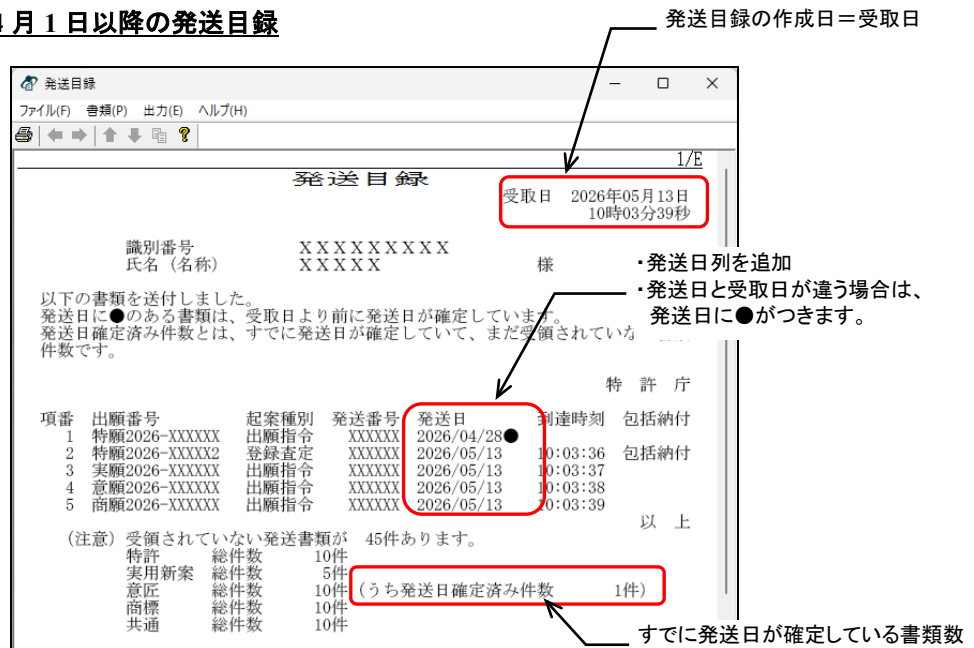 月 1 日以降の発送目録
発送目録の作成日＝受取日
発送目録
ファイル(F) 書類(P) 出力(E) ヘルプ(H)
1/E
発送目録
受取日 2026年05月13日
10時03分39秒
識別番号 ＸＸＸＸＸＸＸＸＸ
氏名（名称） ＸＸＸＸＸ 様
・発送日列を追加
・発送日と受取日が違う場合は、
発送日に●がつきます。
以下の書類を送付しました。
発送日に●のある書類は、受取日より前に発送日が確定しています。
発送日確定済み件数とは、すでに発送日が確定していて、まだ受領されていな
件数です。
特 許 庁
項番 出願番号 起案種別 発送番号 発送日 到達時刻 包括納付
1 特願2026-XXXXXX 出願指令 XXXXXX 2026/04/28●
2 特願2026-XXXXX2 登録査定 XXXXXX 2026/05/13 10:03:36 包括納付
3 実願2026-XXXXXX 出願指令 XXXXXX 2026/05/13 10:03:37
4 意願2026-XXXXXX 出願指令 XXXXXX 2026/05/13 10:03:38
5 商願2026-XXXXXX 出願指令 XXXXXX 2026/05/13 10:03:39
以 上
（注意）受領されていない発送書類が 45件あります。
特許 総件数 10件
実用新案 総件数 5件
意匠 総件数 10件（うち発送日確定済み件数 1件）
商標 総件数 10件
共通 総件数 10件
すでに発送日が確定している書類数